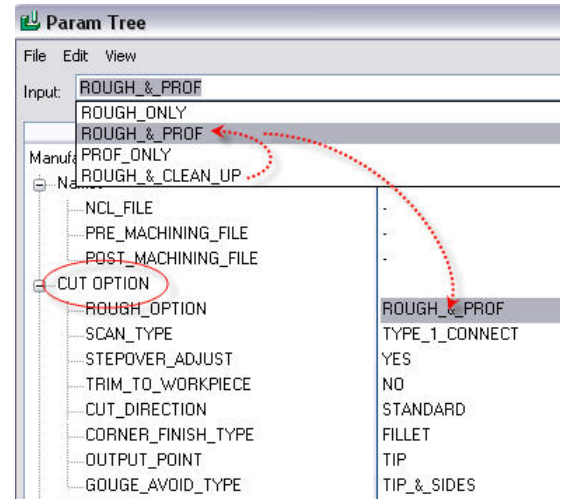 Param Tree
File Edit View
Input: ROUGH_&_PROF
ROUGH_ONLY
ROUGH_&_PROF
PROF_ONLY
ROUGH_&_CLEAN_UP
NCL_FILE -
PRE_MACHINING_FILE -
POST_MACHINING_FILE -
CUT OPTION
ROUGH_OPTION ROUGH_&_PROF
SCAN_TYPE TYPE_1_CONNECT
STEPOVER_ADJUST YES
TRIM_TO_WORKPIECE NO
CUT_DIRECTION STANDARD
CORNER_FINISH_TYPE FILLET
OUTPUT_POINT TIP
GOUGE_AVOID_TYPE TIP_&_SIDES